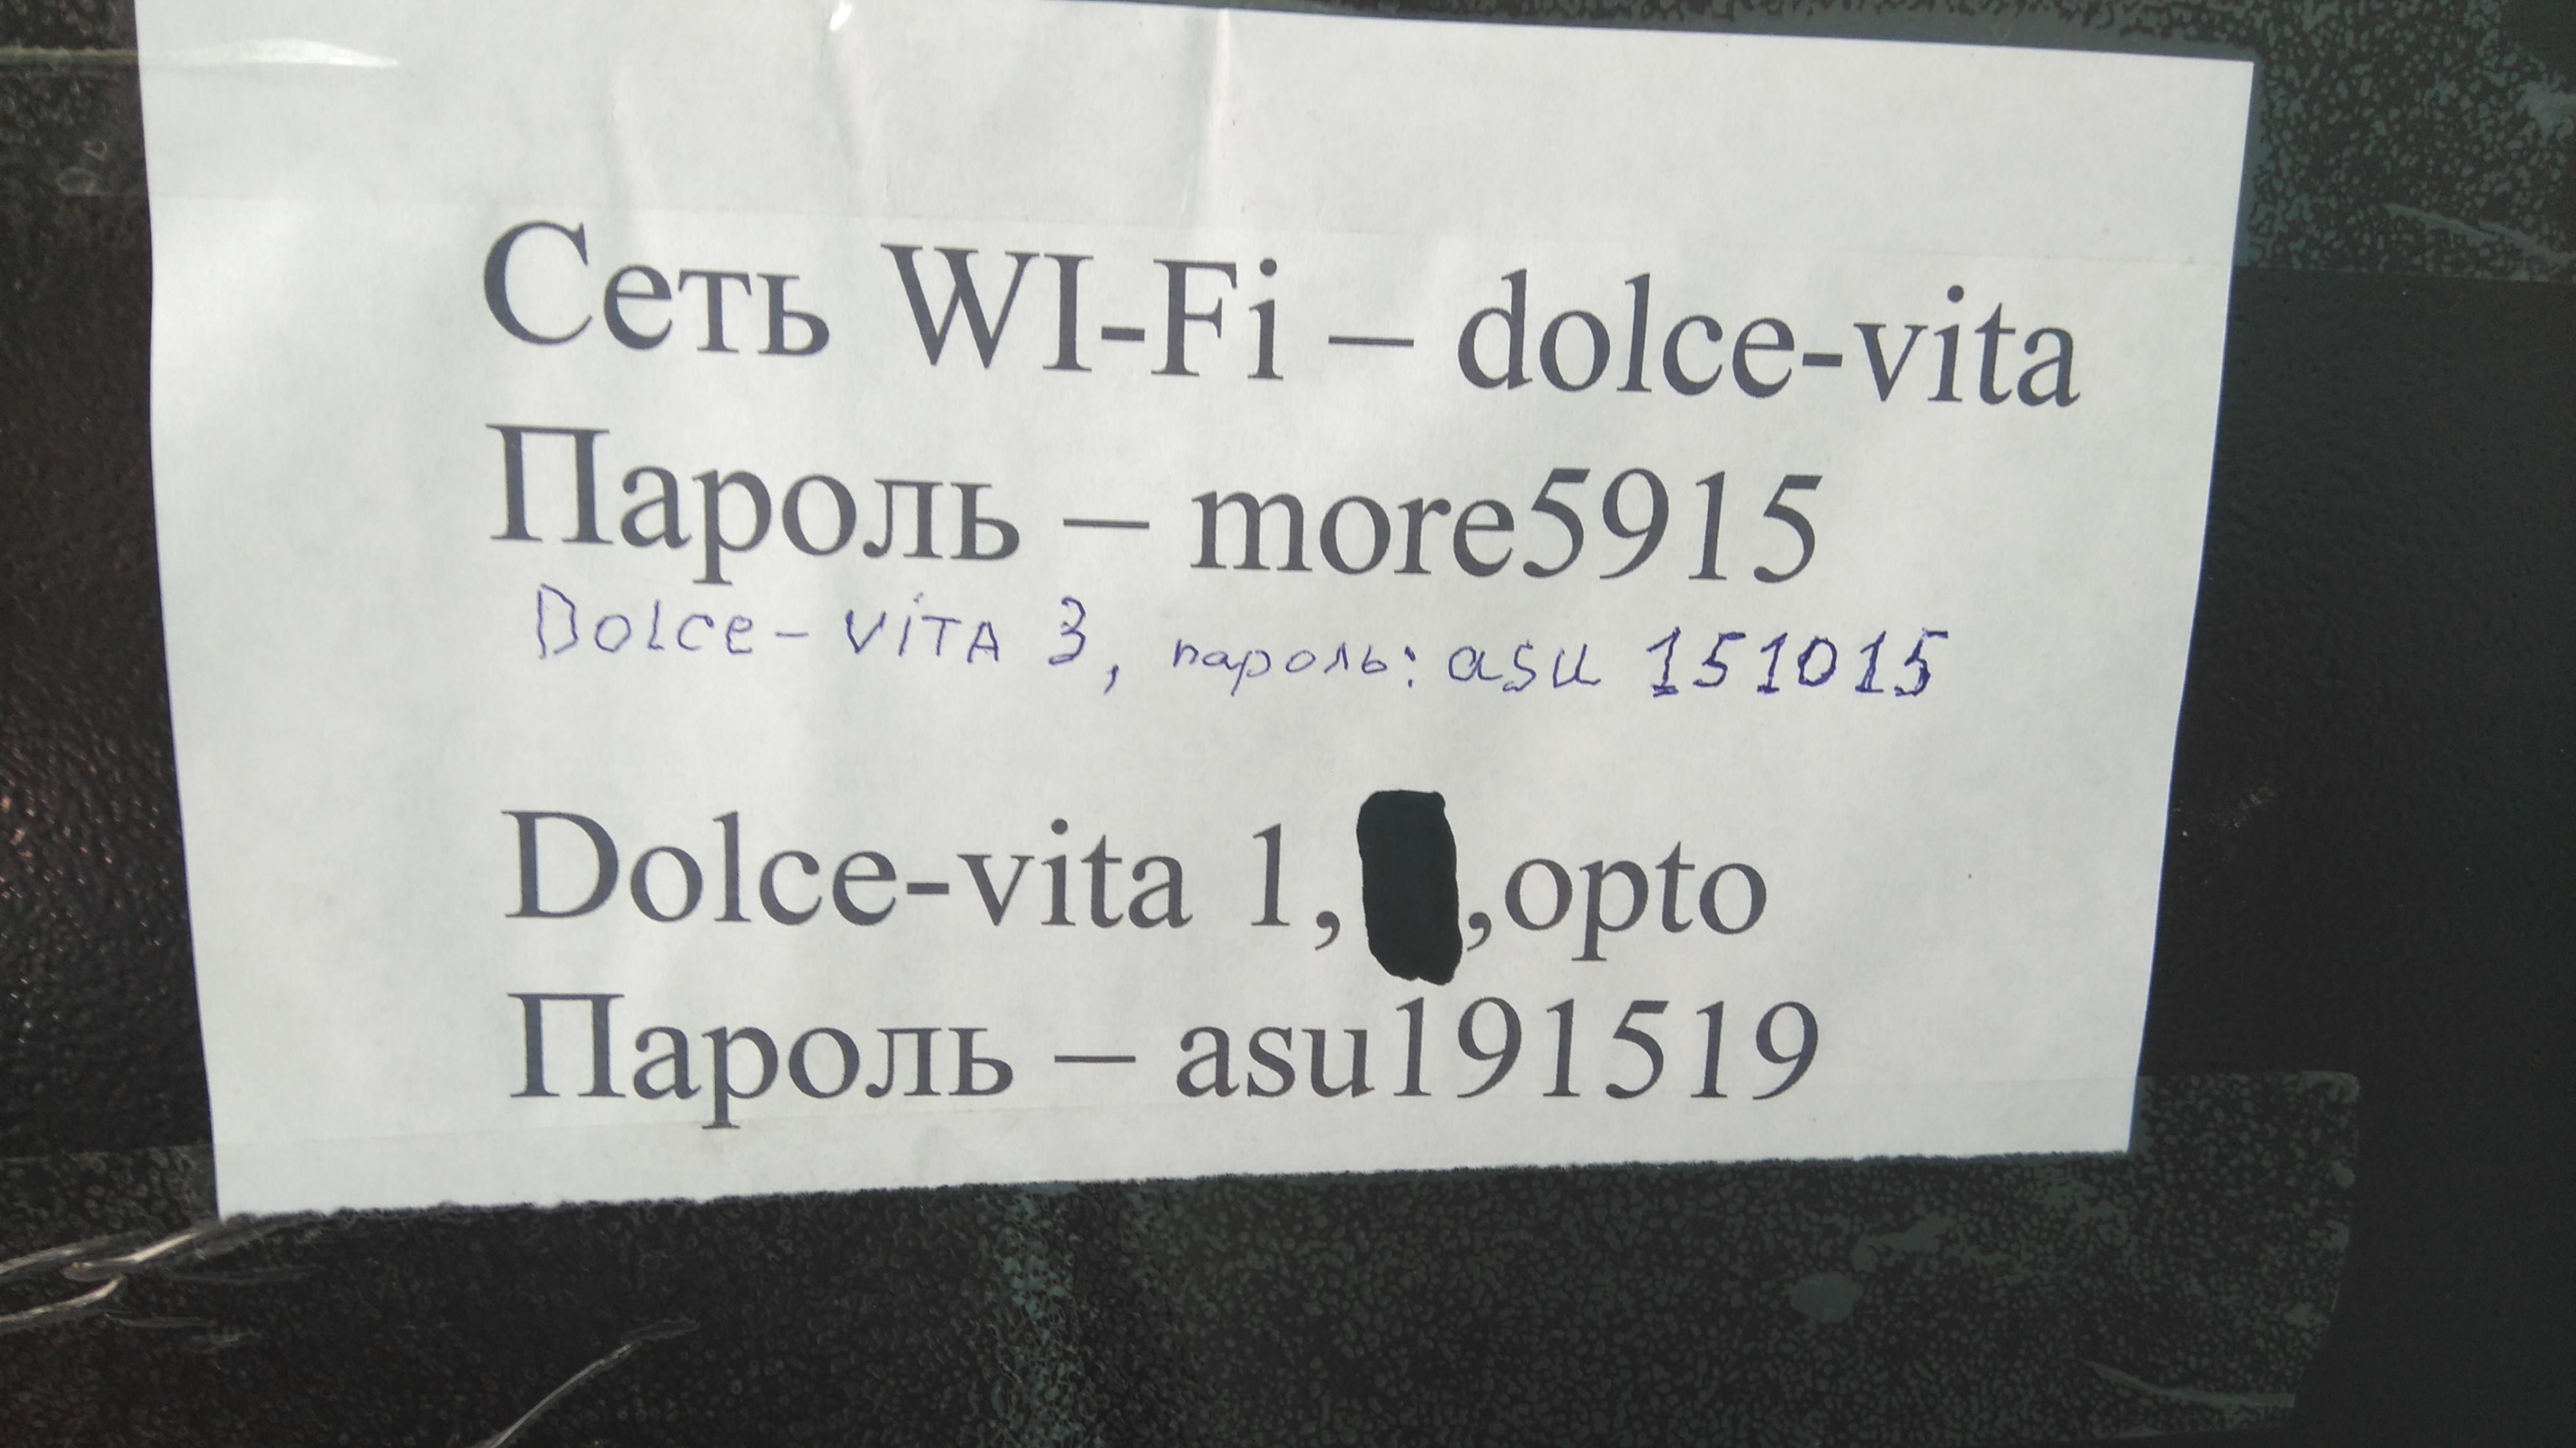 Сеть WI-Fi – dolce-vita
Пароль – more5915
Dolce-VITA 3, пароль: asu 151015
Dolce-vita 1, ,opto
Пароль – asu191519